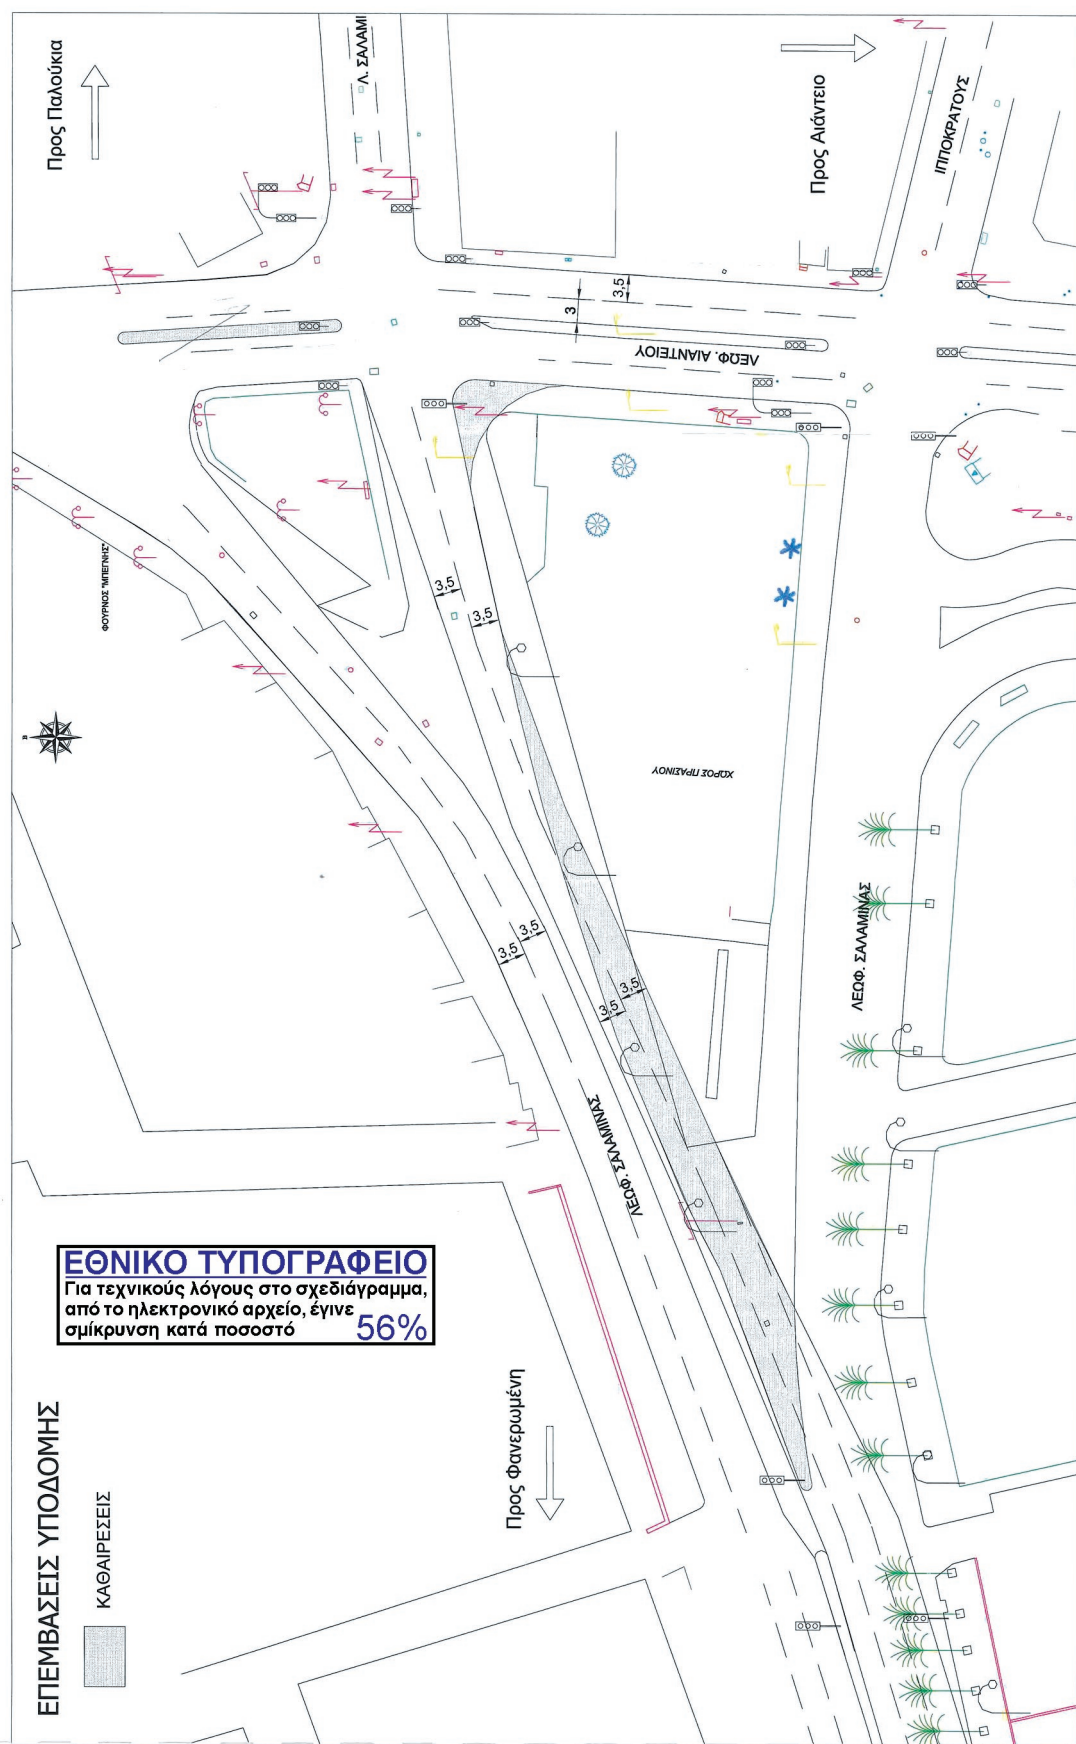 Προς Παλούκια
Λ. ΣΑΛΑΜΙ
Προς Αιάντειο
ΙΠΠΟΚΡΑΤΟΥΣ
3,5
3
ΛΕΩΦ. ΑΙΑΝΤΕΙΟΥ
ΦΟΥΡΝΟΣ "ΜΠΕΓΝΗΣ"
3,5
3,5
ΧΩΡΟΣ ΠΡΑΣΙΝΟΥ
3,5
3,5
3,5
3,5
ΛΕΩΦ. ΣΑΛΑΜΙΝΑΣ
ΛΕΩΦ. ΣΑΛΑΜΙΝΑΣ
ΕΘΝΙΚΟ ΤΥΠΟΓΡΑΦΕΙΟ
Για τεχνικούς λόγους στο σχεδιάγραμμα,
από το ηλεκτρονικό αρχείο, έγινε
σμίκρυνση κατά ποσοστό 56%
Προς Φανερωμένη
ΕΠΕΜΒΑΣΕΙΣ ΥΠΟΔΟΜΗΣ
ΚΑΘΑΙΡΕΣΕΙΣ